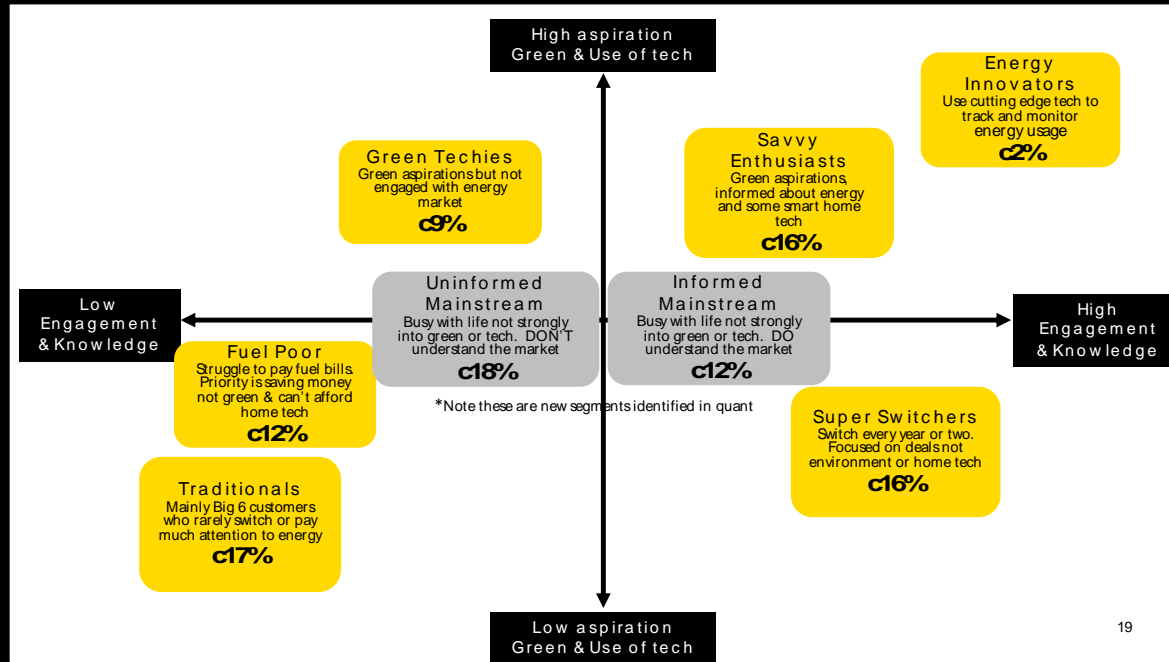 High aspiration
Green & Use of tech
Energy
Innovators
Use cutting edge tech to
track and monitor
energy usage
c2%
Savvy
Enthusiasts
Green aspirations,
informed about energy
and some smart home
tech
c16%
Green Techies
Green aspirations but not
engaged with energy
market
c9%
Low
Engagement
& Knowledge
Uninformed
Mainstream
Busy with life not strongly
into green or tech. DON'T
understand the market
c18%
Informed
Mainstream
Busy with life not strongly
into green or tech. DO
understand the market
c12%
High
Engagement
& Knowledge
Fuel Poor
Struggle to pay fuel bills.
Priority is saving money
not green & can't afford
home tech
c12%
*Note these are new segments identified in quant
Super Switchers
Switch every year or two.
Focused on deals not
environment or home tech
c16%
Traditionals
Mainly Big 6 customers
who rarely switch or pay
much attention to energy
c17%
Low aspiration
Green & Use of tech
19